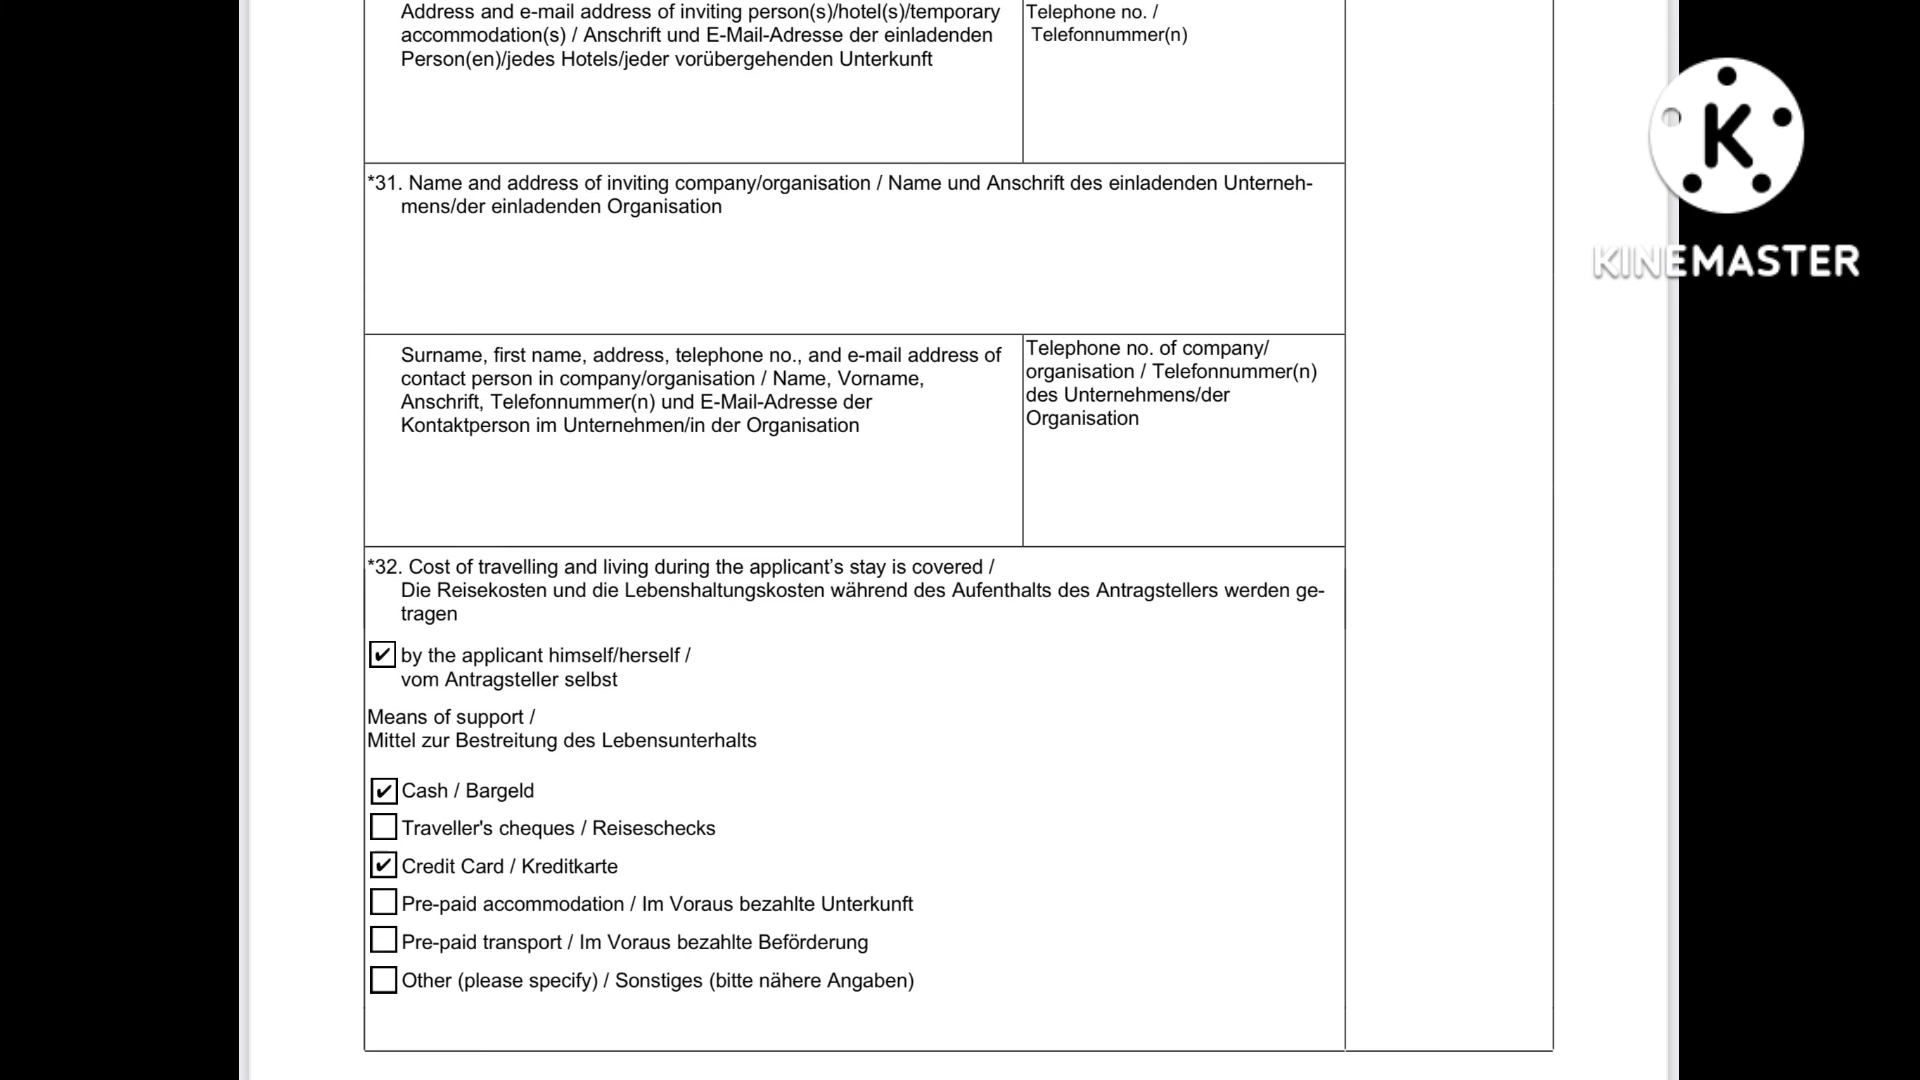 Address and e-mail address of inviting person(s)/hotel(s)/temporary
accommodation(s) / Anschrift und E-Mail-Adresse der einladenden
Person(en)/jedes Hotels/jeder vorübergehenden Unterkunft
Telephone no. /
Telefonnummer(n)
*31. Name and address of inviting company/organisation / Name und Anschrift des einladenden Unterneh-
mens/der einladenden Organisation
Surname, first name, address, telephone no., and e-mail address of
contact person in company/organisation / Name, Vorname,
Anschrift, Telefonnummer(n) und E-Mail-Adresse der
Kontaktperson im Unternehmen/in der Organisation
Telephone no. of company/
organisation / Telefonnummer(n)
des Unternehmens/der
Organisation
*32. Cost of travelling and living during the applicant’s stay is covered /
Die Reisekosten und die Lebenshaltungskosten während des Aufenthalts des Antragstellers werden ge-
tragen
✔ by the applicant himself/herself /
vom Antragsteller selbst
Means of support /
Mittel zur Bestreitung des Lebensunterhalts
✔ Cash / Bargeld
Traveller's cheques / Reiseschecks
✔ Credit Card / Kreditkarte
Pre-paid accommodation / Im Voraus bezahlte Unterkunft
Pre-paid transport / Im Voraus bezahlte Beförderung
Other (please specify) / Sonstiges (bitte nähere Angaben)
K
KINEMASTER